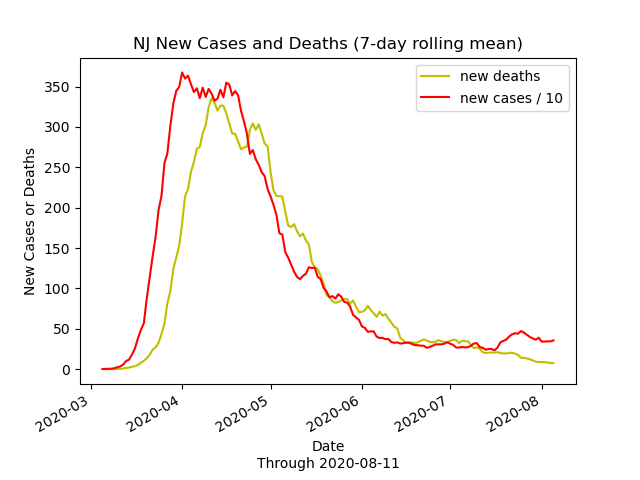 NJ New Cases and Deaths (7-day rolling mean)
new deaths
new cases / 10
350
300
250
200
150
100
50
0
New Cases or Deaths
2020-03
2020-04
2020-05
2020-06
2020-07
2020-08
Date
Through 2020-08-11